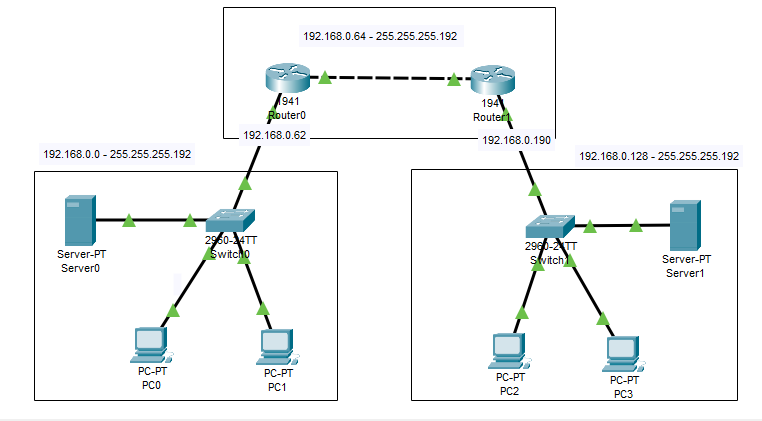 192.168.0.64 - 255.255.255.192
1941
Router0
1941
Router1
192.168.0.62
192.168.0.190
192.168.0.0 - 255.255.255.192
192.168.0.128 - 255.255.255.192
Server-PT
Server0
2960-24TT
Switch0
2960-24TT
Switch1
Server-PT
Server1
PC-PT
PC0
PC-PT
PC1
PC-PT
PC2
PC-PT
PC3